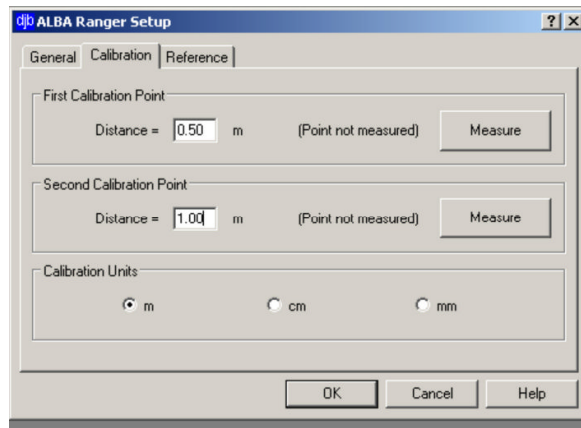 djb ALBA Ranger Setup
General Calibration Reference
First Calibration Point
Distance = 0.50 m (Point not measured) Measure
Second Calibration Point
Distance = 1.00 m (Point not measured) Measure
Calibration Units
m cm mm
OK Cancel Help